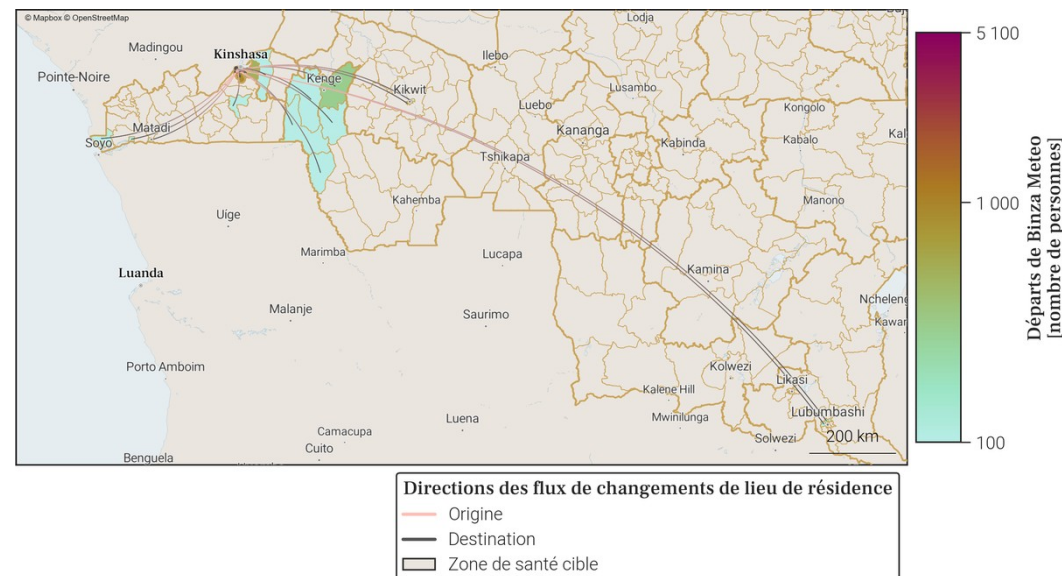 © Mapbox © OpenStreetMap
Lodja
Madingou
Kinshasa
Ilebo
Pointe-Noire
Kenge
Kikwit
Lusambo
Luebo
Kongolo
Matadi
Kananga
Kabinda
Kabalo
Soyo
Tshikapa
Kahemba
Manono
Uige
Marimba
Lucapa
Luanda
Kamina
Malanje
Saurimo
Porto Amboim
Kolwezi
Likasi
Kalene Hill
Luena
Mwinilunga
Lubumbashi
Camacupa
Solwezi
200 km
Cuito
Benguela
5 100
1 000
100
Départs de Binza Meteo
[nombre de personnes]
Directions des flux de changements de lieu de résidence
Origine
Destination
Zone de santé cible